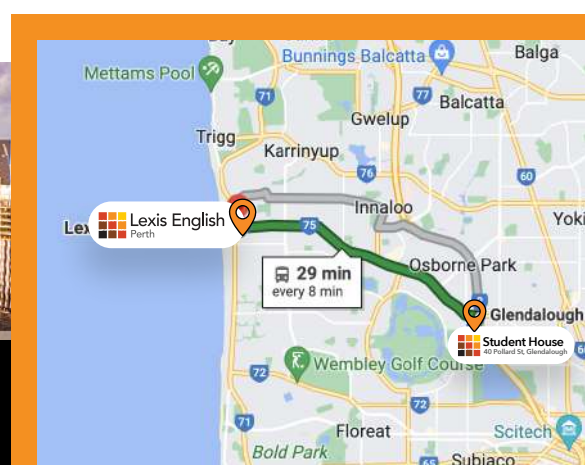 Bunnings Balcatta
Balga
Mettams Pool
71
77
Balcatta
Gwelup
Trigg
Karrinyup
76
60
Innaloo
Lexis English
Perth
75
29 min
every 8 min
Osborne Park
Glendalough
Student House
40 Pollard St, Glendalough
Wembley Golf Course
72
72
71
Floreat
Scitech
Bold Park
Subiaco